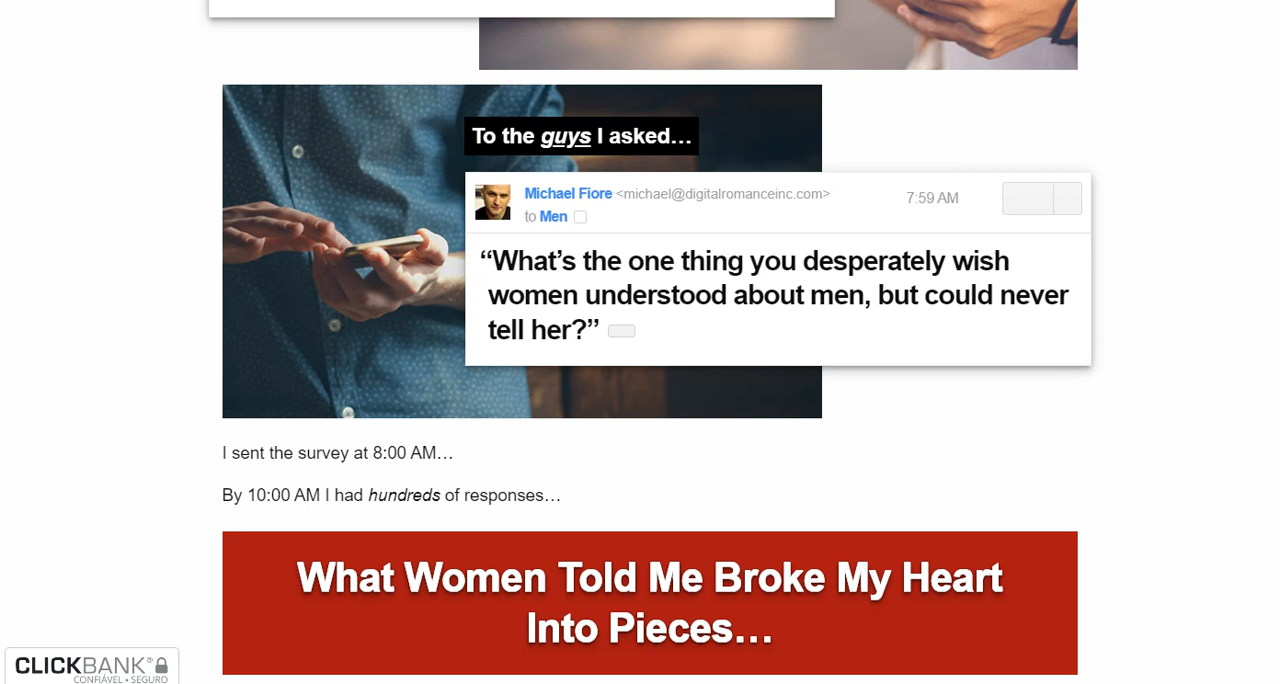 To the guys I asked…
Michael Fiore <michael@digitalromanceinc.com>
7:59 AM
to Men
“What’s the one thing you desperately wish
women understood about men, but could never
tell her?”
I sent the survey at 8:00 AM…
By 10:00 AM I had hundreds of responses…
What Women Told Me Broke My Heart
Into Pieces…
CLICKBANK®
CONFIÁVEL • SEGURO